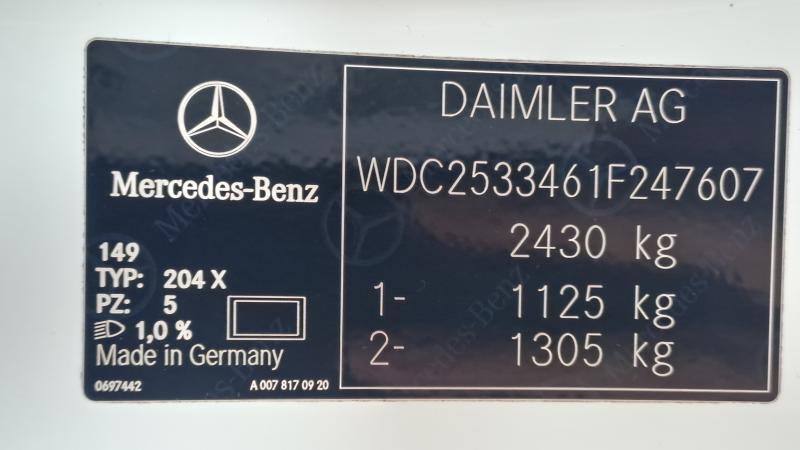 Mercedes-Benz
149
TYP: 204 X
PZ: 5
1,0 %
Made in Germany
0697442
A 007 817 09 20
DAIMLER AG
WDC2533461F247607
2430 kg
1- 1125 kg
2- 1305 kg